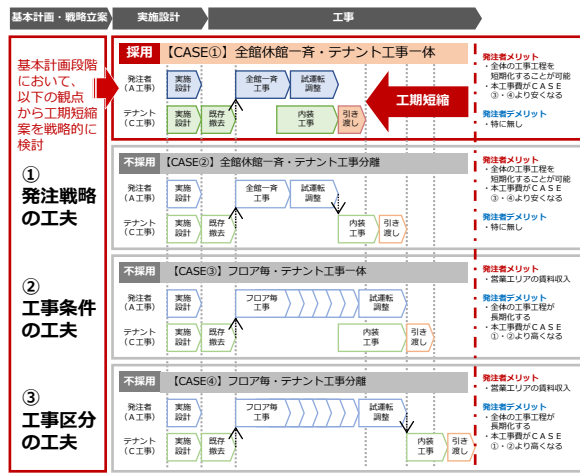 基本計画・戦略立案
実施設計
工事
基本計画段階
において、
以下の観点
から工期短縮
案を戦略的に
検討
①
発注戦略
の工夫
②
工事条件
の工夫
③
工事区分
の工夫
採用 【CASE①】全館休館一斉・テナント工事一体
発注者
(A工事)
実施
設計
全館一斉
工事
試運転
調整
テナント
(C工事)
実施
設計
既存
撤去
内装
工事
引き
渡し
工期短縮
発注者メリット
・全体の工事工程を
短期化することが可能
・本工事費がCASE
③・④より安くなる
発注者デメリット
・特に無し
不採用 【CASE②】全館休館一斉・テナント工事分離
発注者
(A工事)
実施
設計
全館一斉
工事
試運転
調整
テナント
(C工事)
実施
設計
既存
撤去
内装
工事
引き
渡し
発注者メリット
・全体の工事工程を
短期化することが可能
・本工事費がCASE
③・④より安くなる
発注者デメリット
・特に無し
不採用 【CASE③】フロア毎・テナント工事一体
発注者
(A工事)
実施
設計
フロア毎
工事
試運転
調整
テナント
(C工事)
実施
設計
既存
撤去
内装
工事
引き
渡し
発注者メリット
・営業エリアの賃料収入
発注者デメリット
・全体の工事工程が
長期化する
・本工事費がCASE
①・②より高くなる
不採用 【CASE④】フロア毎・テナント工事分離
発注者
(A工事)
実施
設計
フロア毎
工事
試運転
調整
テナント
(C工事)
実施
設計
既存
撤去
内装
工事
引き
渡し
発注者メリット
・営業エリアの賃料収入
発注者デメリット
・全体の工事工程が
長期化する
・本工事費がCASE
①・②より高くなる